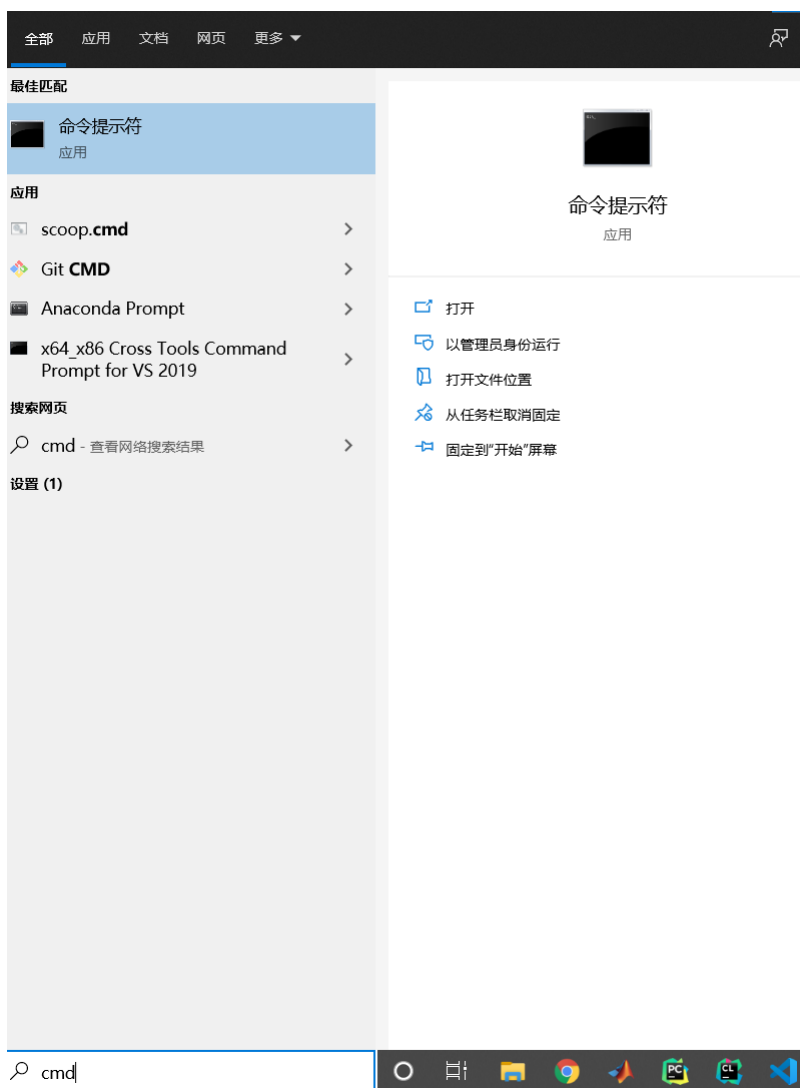 全部 应用 文档 网页 更多
最佳匹配
命令提示符
应用
应用
scoop.cmd
Git CMD
Anaconda Prompt
x64_x86 Cross Tools Command
Prompt for VS 2019
搜索网页
cmd - 查看网络搜索结果
设置 (1)
命令提示符
应用
打开
以管理员身份运行
打开文件位置
从任务栏取消固定
固定到"开始"屏幕
cmd
PC
CL